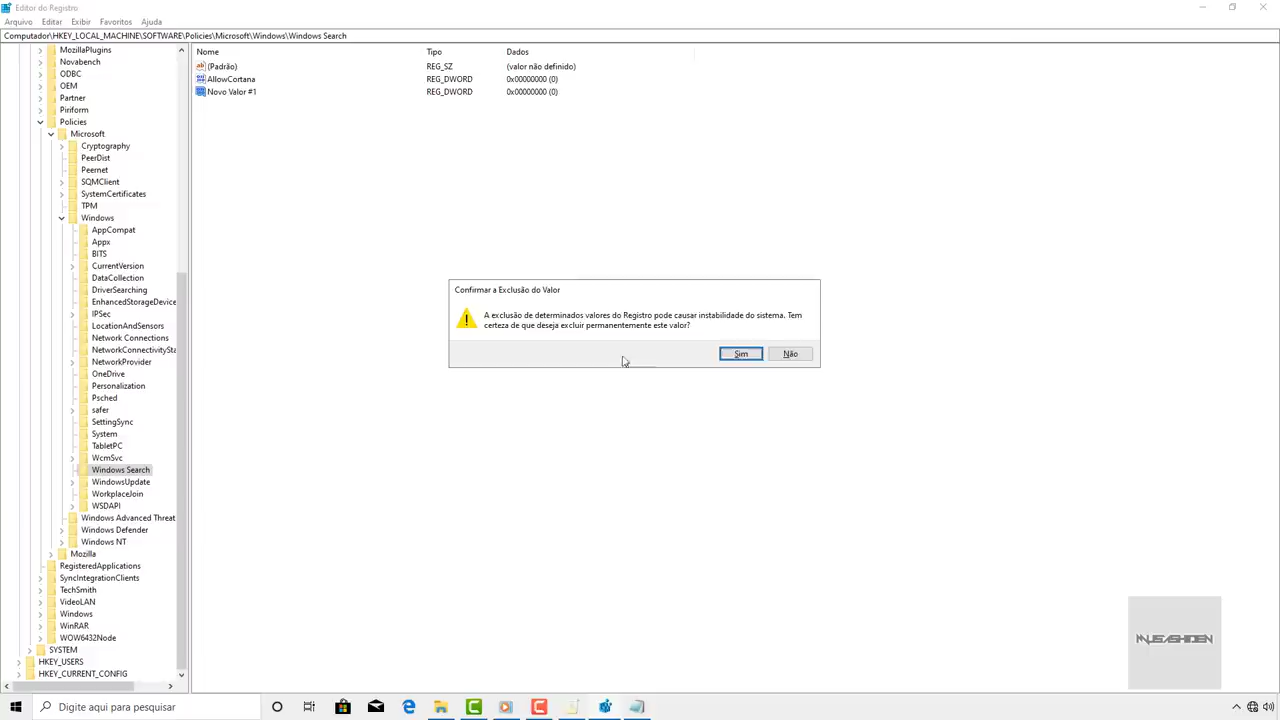 Editor do Registro
Arquivo Editar Exibir Favoritos Ajuda
Computador\HKEY_LOCAL_MACHINE\SOFTWARE\Policies\Microsoft\Windows\Windows Search
MozillaPlugins
Novabench
ODBC
OEM
Partner
Piriform
Policies
Microsoft
Cryptography
PeerDist
Peernet
SQMClient
SystemCertificates
TPM
Windows
AppCompat
Appx
BITS
CurrentVersion
DataCollection
DriverSearching
EnhancedStorageDevice
IPSec
LocationAndSensors
Network Connections
NetworkConnectivitySta
NetworkProvider
OneDrive
Personalization
Psched
safer
SettingSync
System
TabletPC
WcmSvc
Windows Search
WindowsUpdate
WorkplaceJoin
WSDAPI
Windows Advanced Threat
Windows Defender
Windows NT
Mozilla
RegisteredApplications
SyncIntegrationClients
TechSmith
VideoLAN
Windows
WinRAR
WOW6432Node
SYSTEM
HKEY_USERS
HKEY_CURRENT_CONFIG
Nome Tipo Dados
(Padrão) REG_SZ (valor não definido)
AllowCortana REG_DWORD 0x00000000 (0)
Novo Valor #1 REG_DWORD 0x00000000 (0)
Confirmar a Exclusão do Valor
A exclusão de determinados valores do Registro pode causar instabilidade do sistema. Tem
certeza de que deseja excluir permanentemente este valor?
Sim Não
Digite aqui para pesquisar